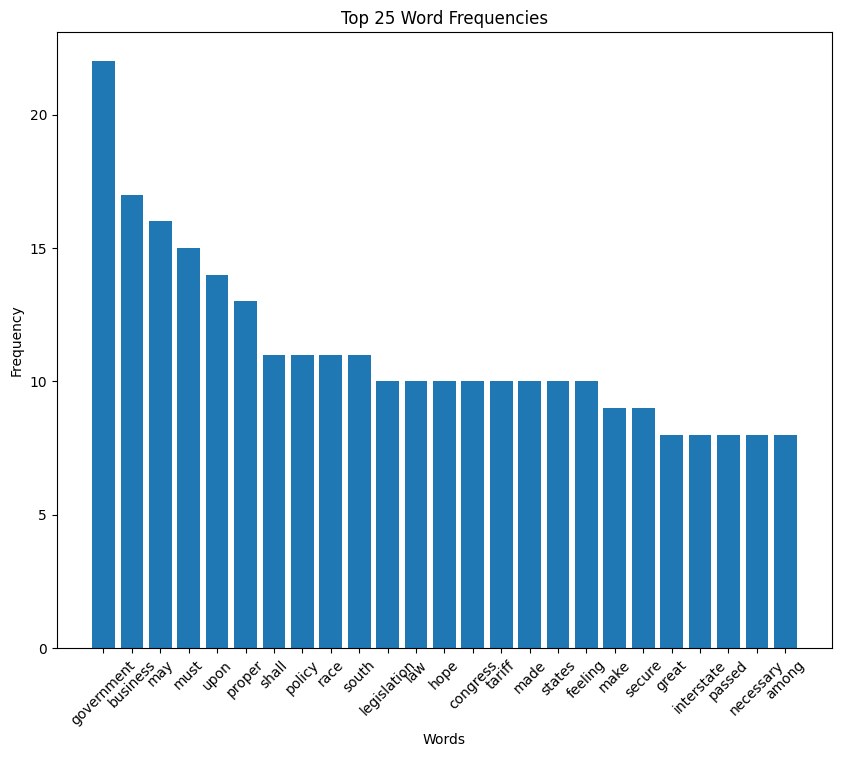 Top 25 Word Frequencies
Frequency
20
15
10
5
0
government
business
may
must
upon
proper
shall
policy
race
south
legislation
law
hope
congress
tariff
made
states
feeling
make
secure
great
interstate
passed
necessary
among
Words